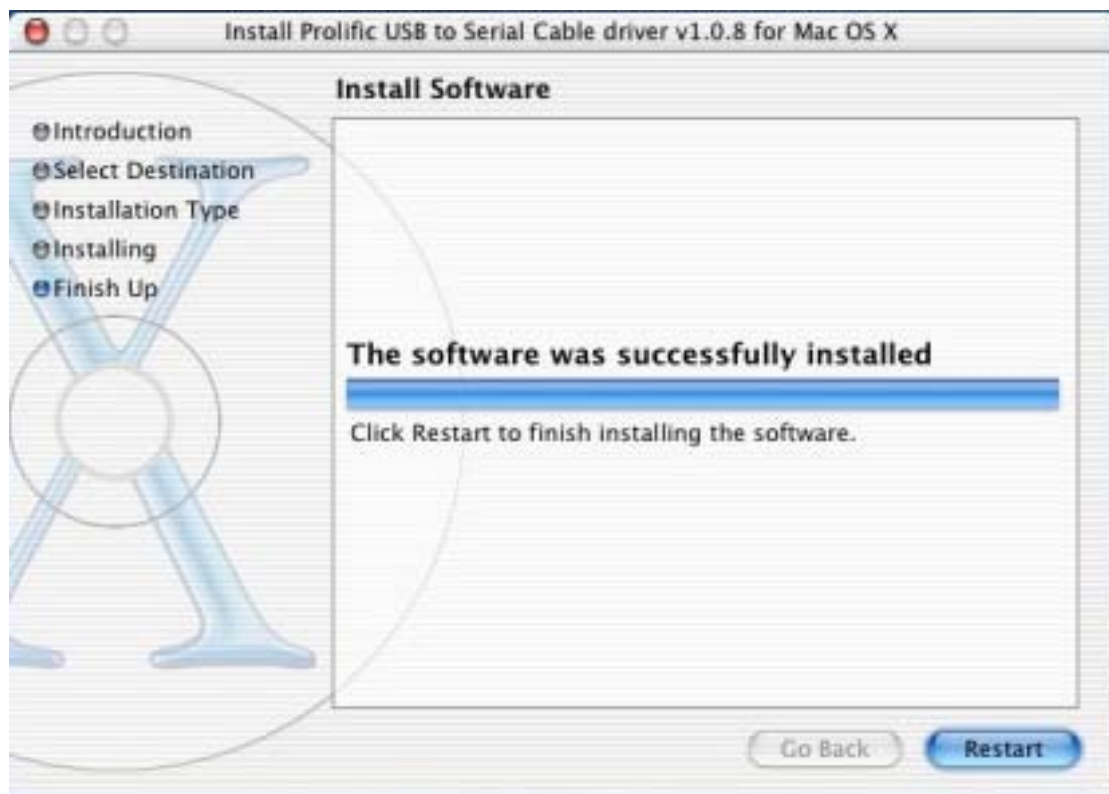 Install Prolific USB to Serial Cable driver v1.0.8 for Mac OS X
Install Software
Introduction
Select Destination
Installation Type
Installing
Finish Up
The software was successfully installed
Click Restart to finish installing the software.
Go Back
Restart